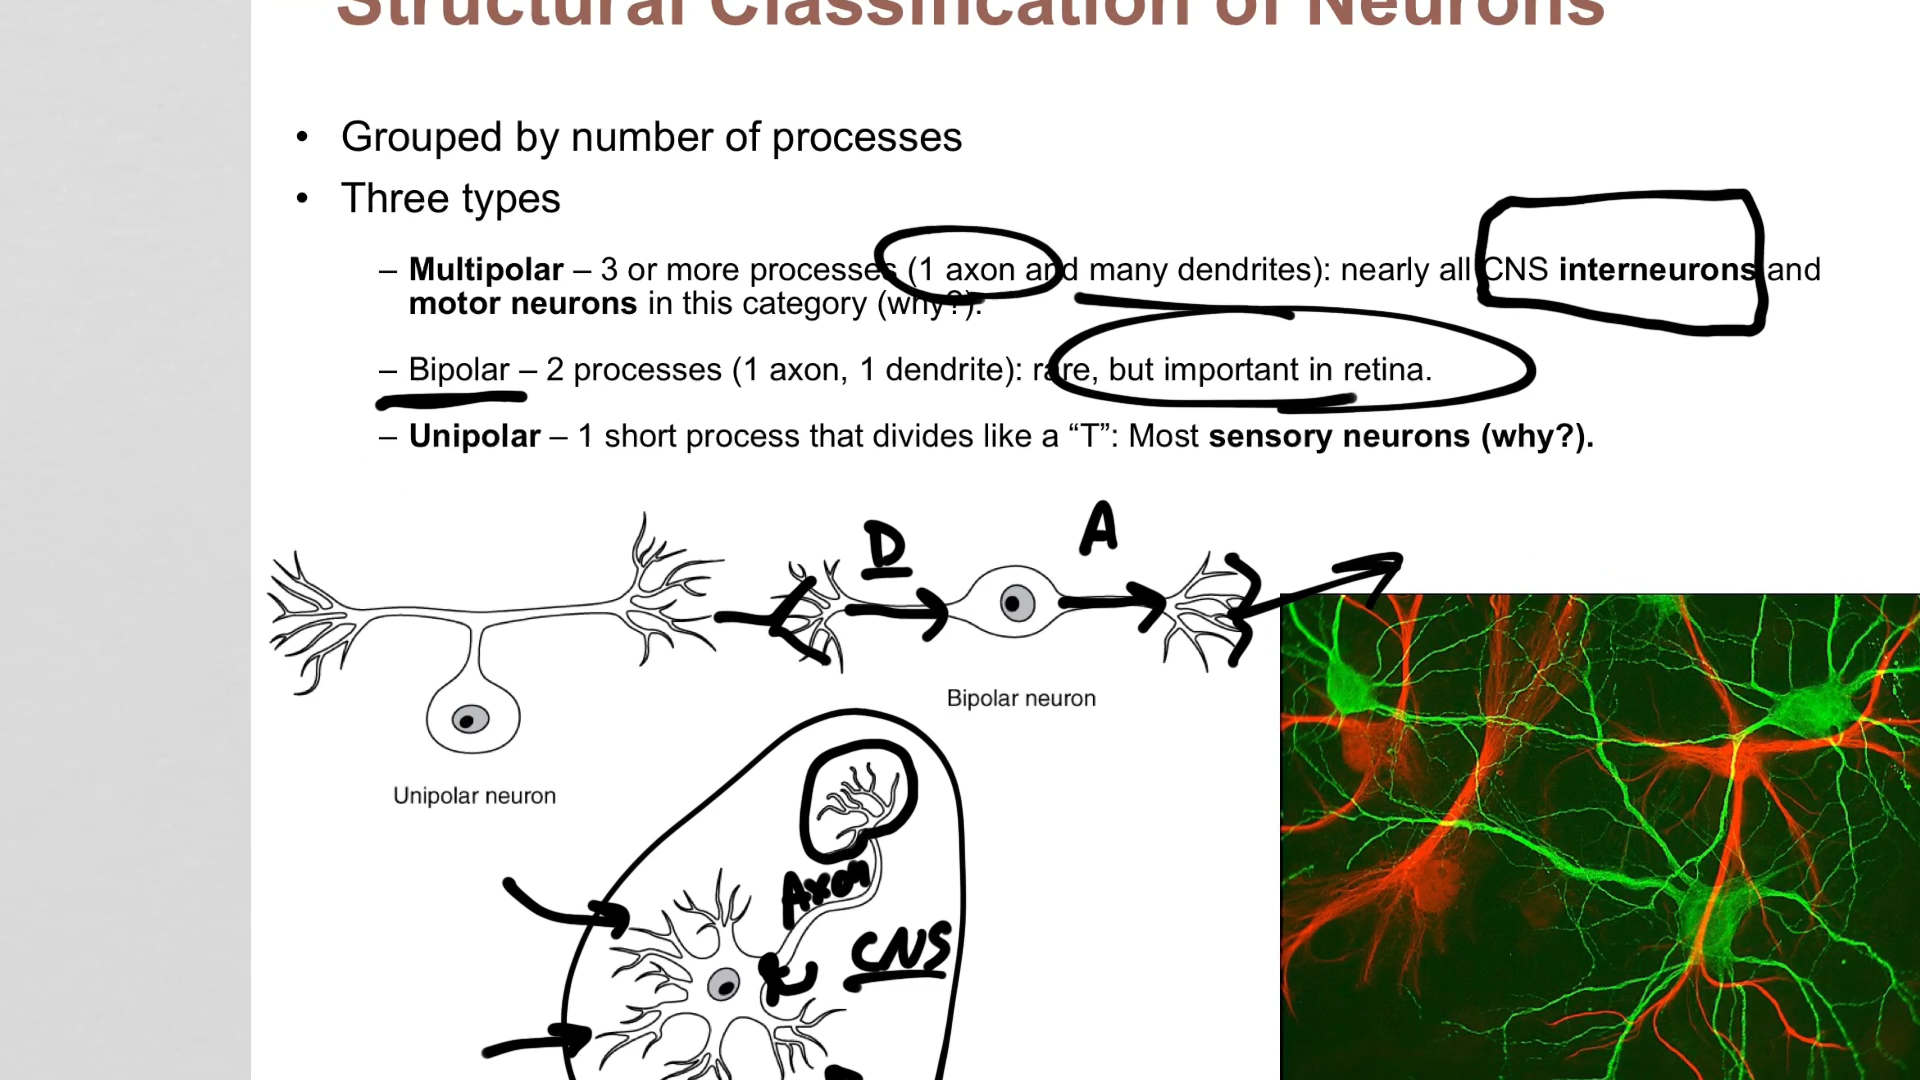 Structural Classification of Neurons
• Grouped by number of processes
• Three types
– Multipolar – 3 or more processes (1 axon and many dendrites): nearly all CNS interneurons and
motor neurons in this category (why?).
– Bipolar – 2 processes (1 axon, 1 dendrite): rare, but important in retina.
– Unipolar – 1 short process that divides like a “T”: Most sensory neurons (why?).
D
A
Bipolar neuron
Unipolar neuron
Axon
CNS